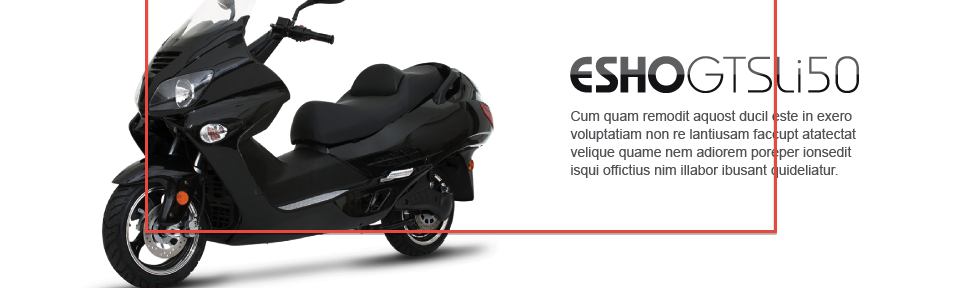 ESHOGTSLi50
Cum quam remodit aquost ducil este in exero
voluptatiam non re lantiusam faccupt atatectat
velique quame nem adiorem poreper ionsedit
isqui offictius nim illabor ibusant quideliatur.